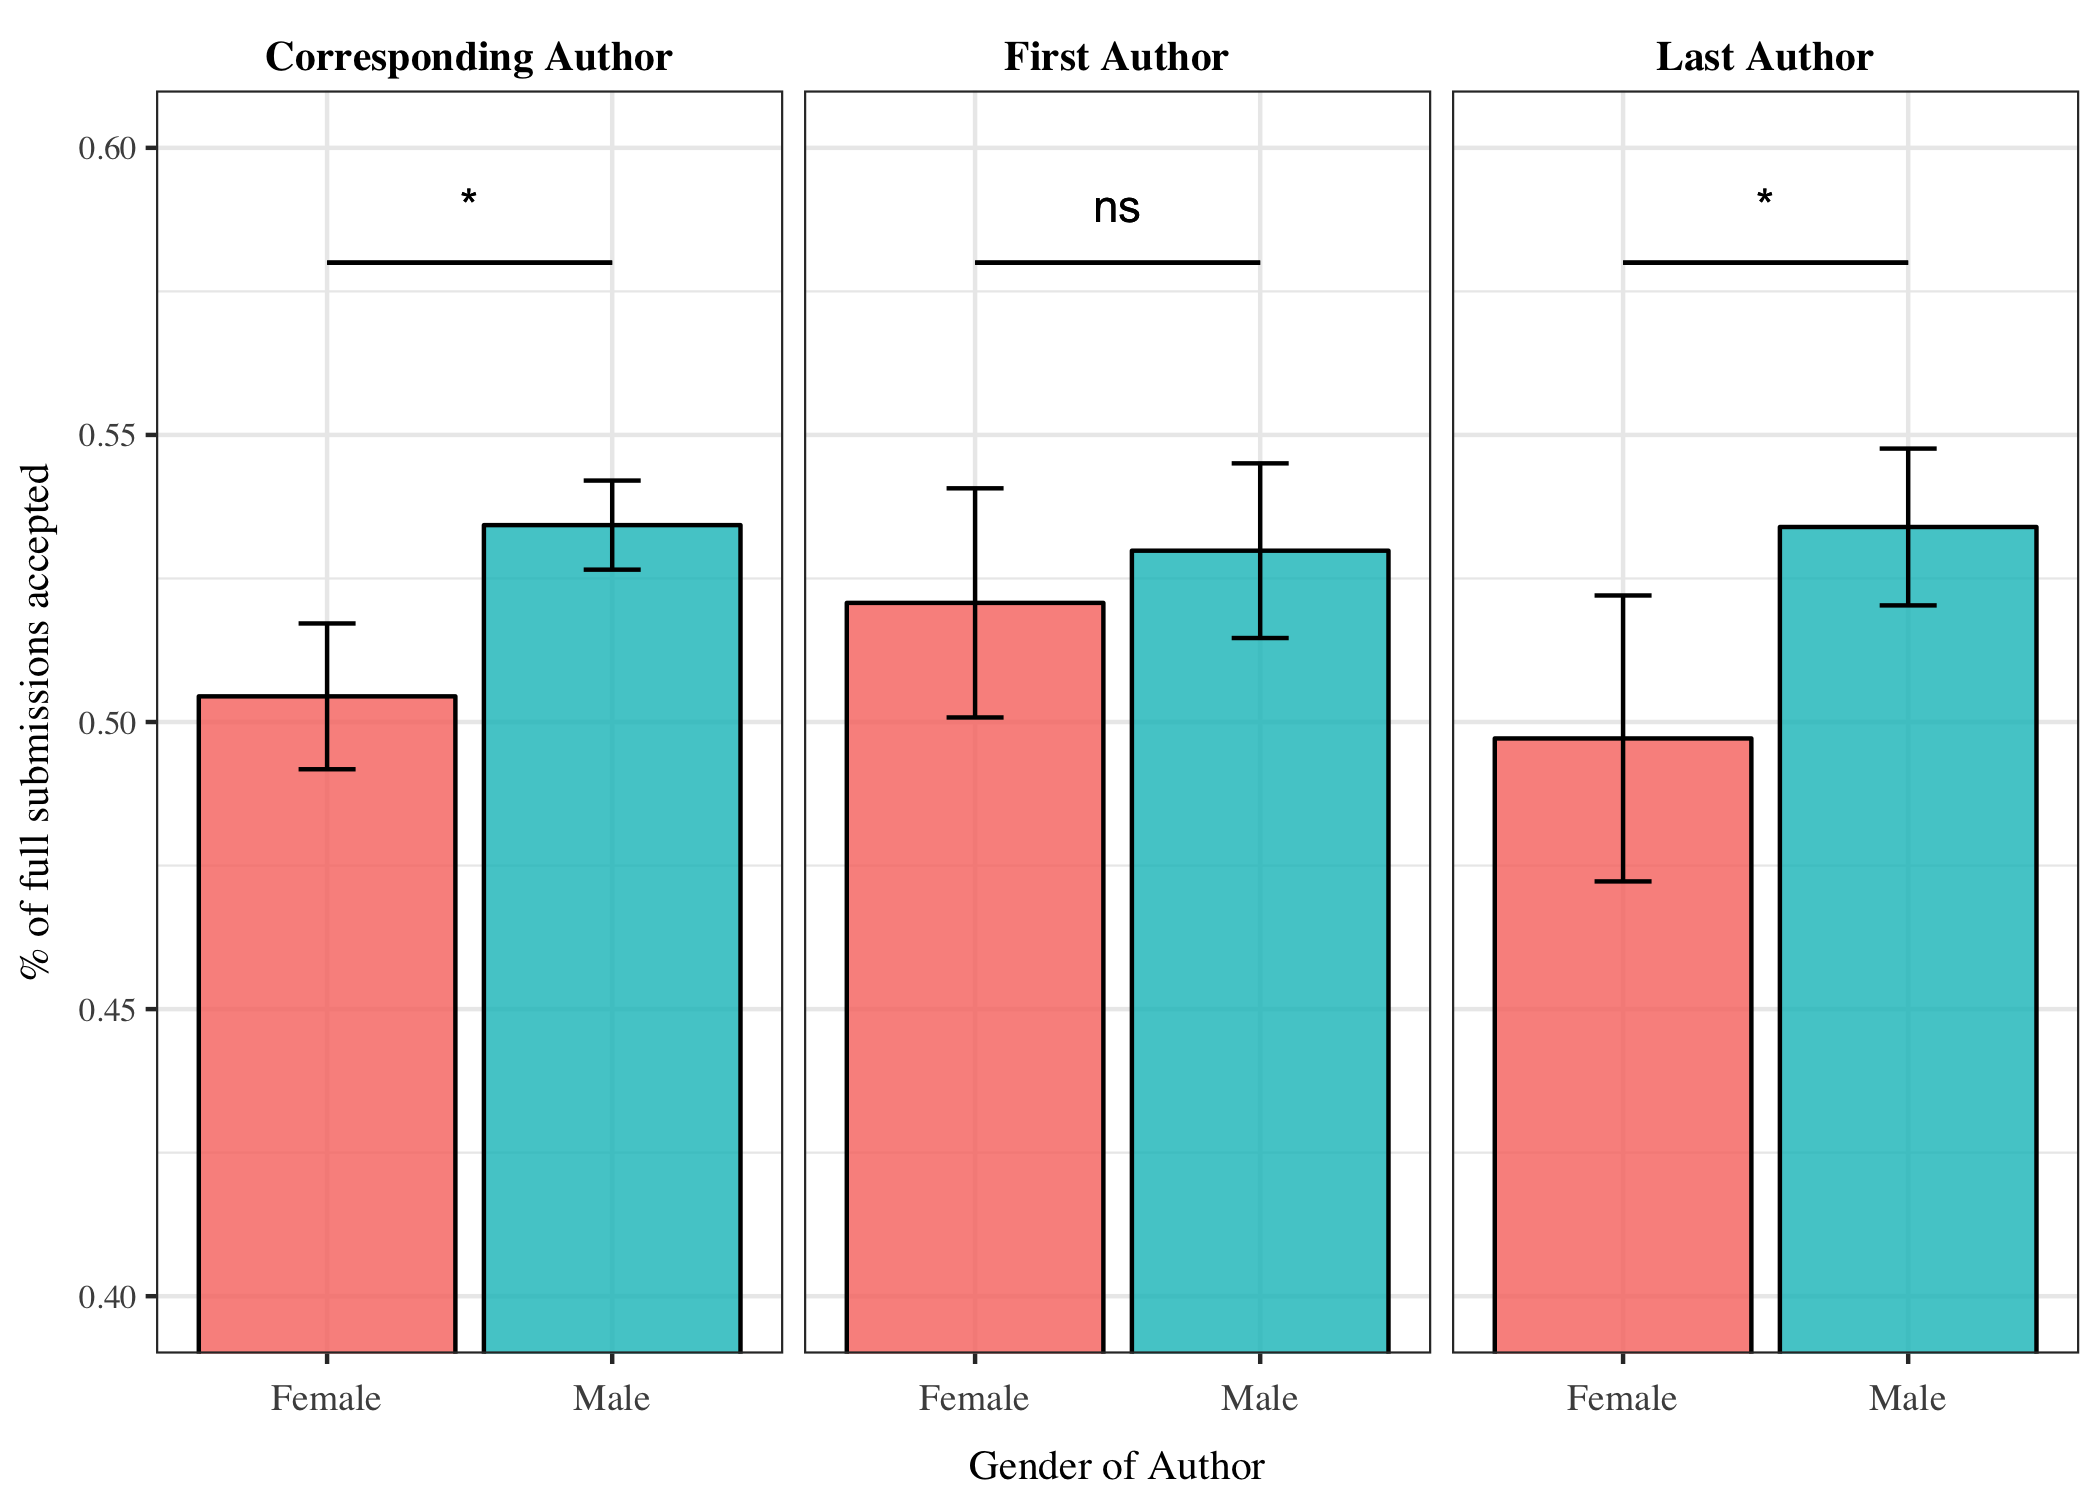 Corresponding Author
First Author
Last Author
% of full submissions accepted
0.60
0.55
0.50
0.45
0.40
*
ns
*
Female
Male
Female
Male
Female
Male
Gender of Author